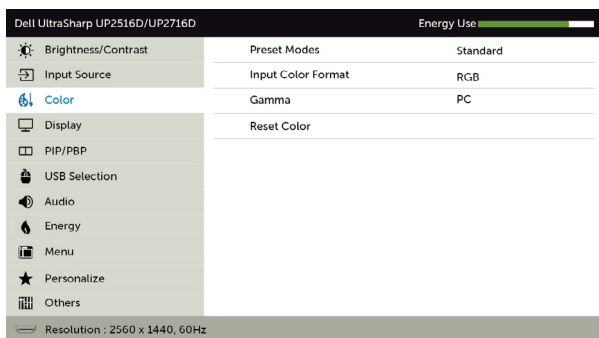 Dell UltraSharp UP2516D/UP2716D Energy Use
Brightness/Contrast
Input Source
Color
Display
PIP/PBP
USB Selection
Audio
Energy
Menu
Personalize
Others
Preset Modes Standard
Input Color Format RGB
Gamma PC
Reset Color
Resolution : 2560 x 1440, 60Hz